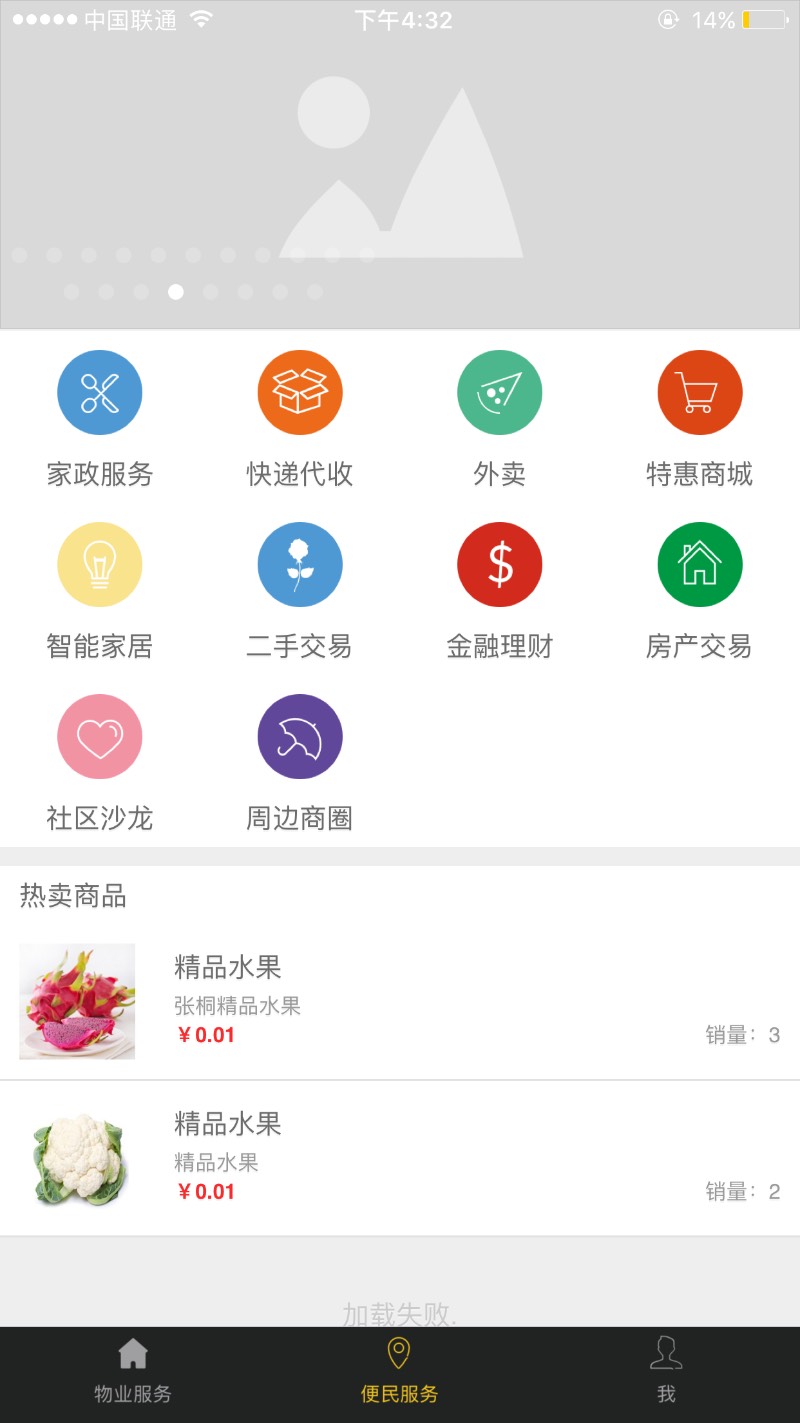 中国联通 下午4:32 14%
家政服务 快递代收 外卖 特惠商城
智能家居 二手交易 金融理财 房产交易
社区沙龙 周边商圈
热卖商品
精品水果
张桐精品水果
¥0.01 销量：3
精品水果
精品水果
¥0.01 销量：2
加载失败.
物业服务 便民服务 我